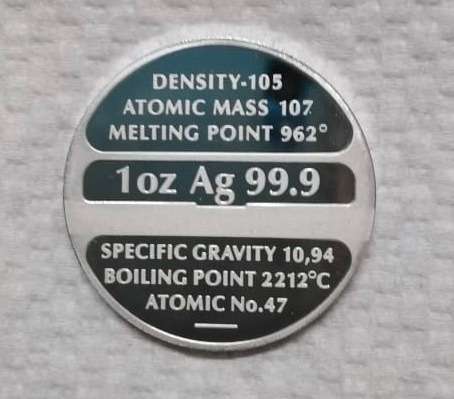 DENSITY-105
ATOMIC MASS 107
MELTING POINT 962°
1oz Ag 99.9
SPECIFIC GRAVITY 10,94
BOILING POINT 2212°C
ATOMIC No.47